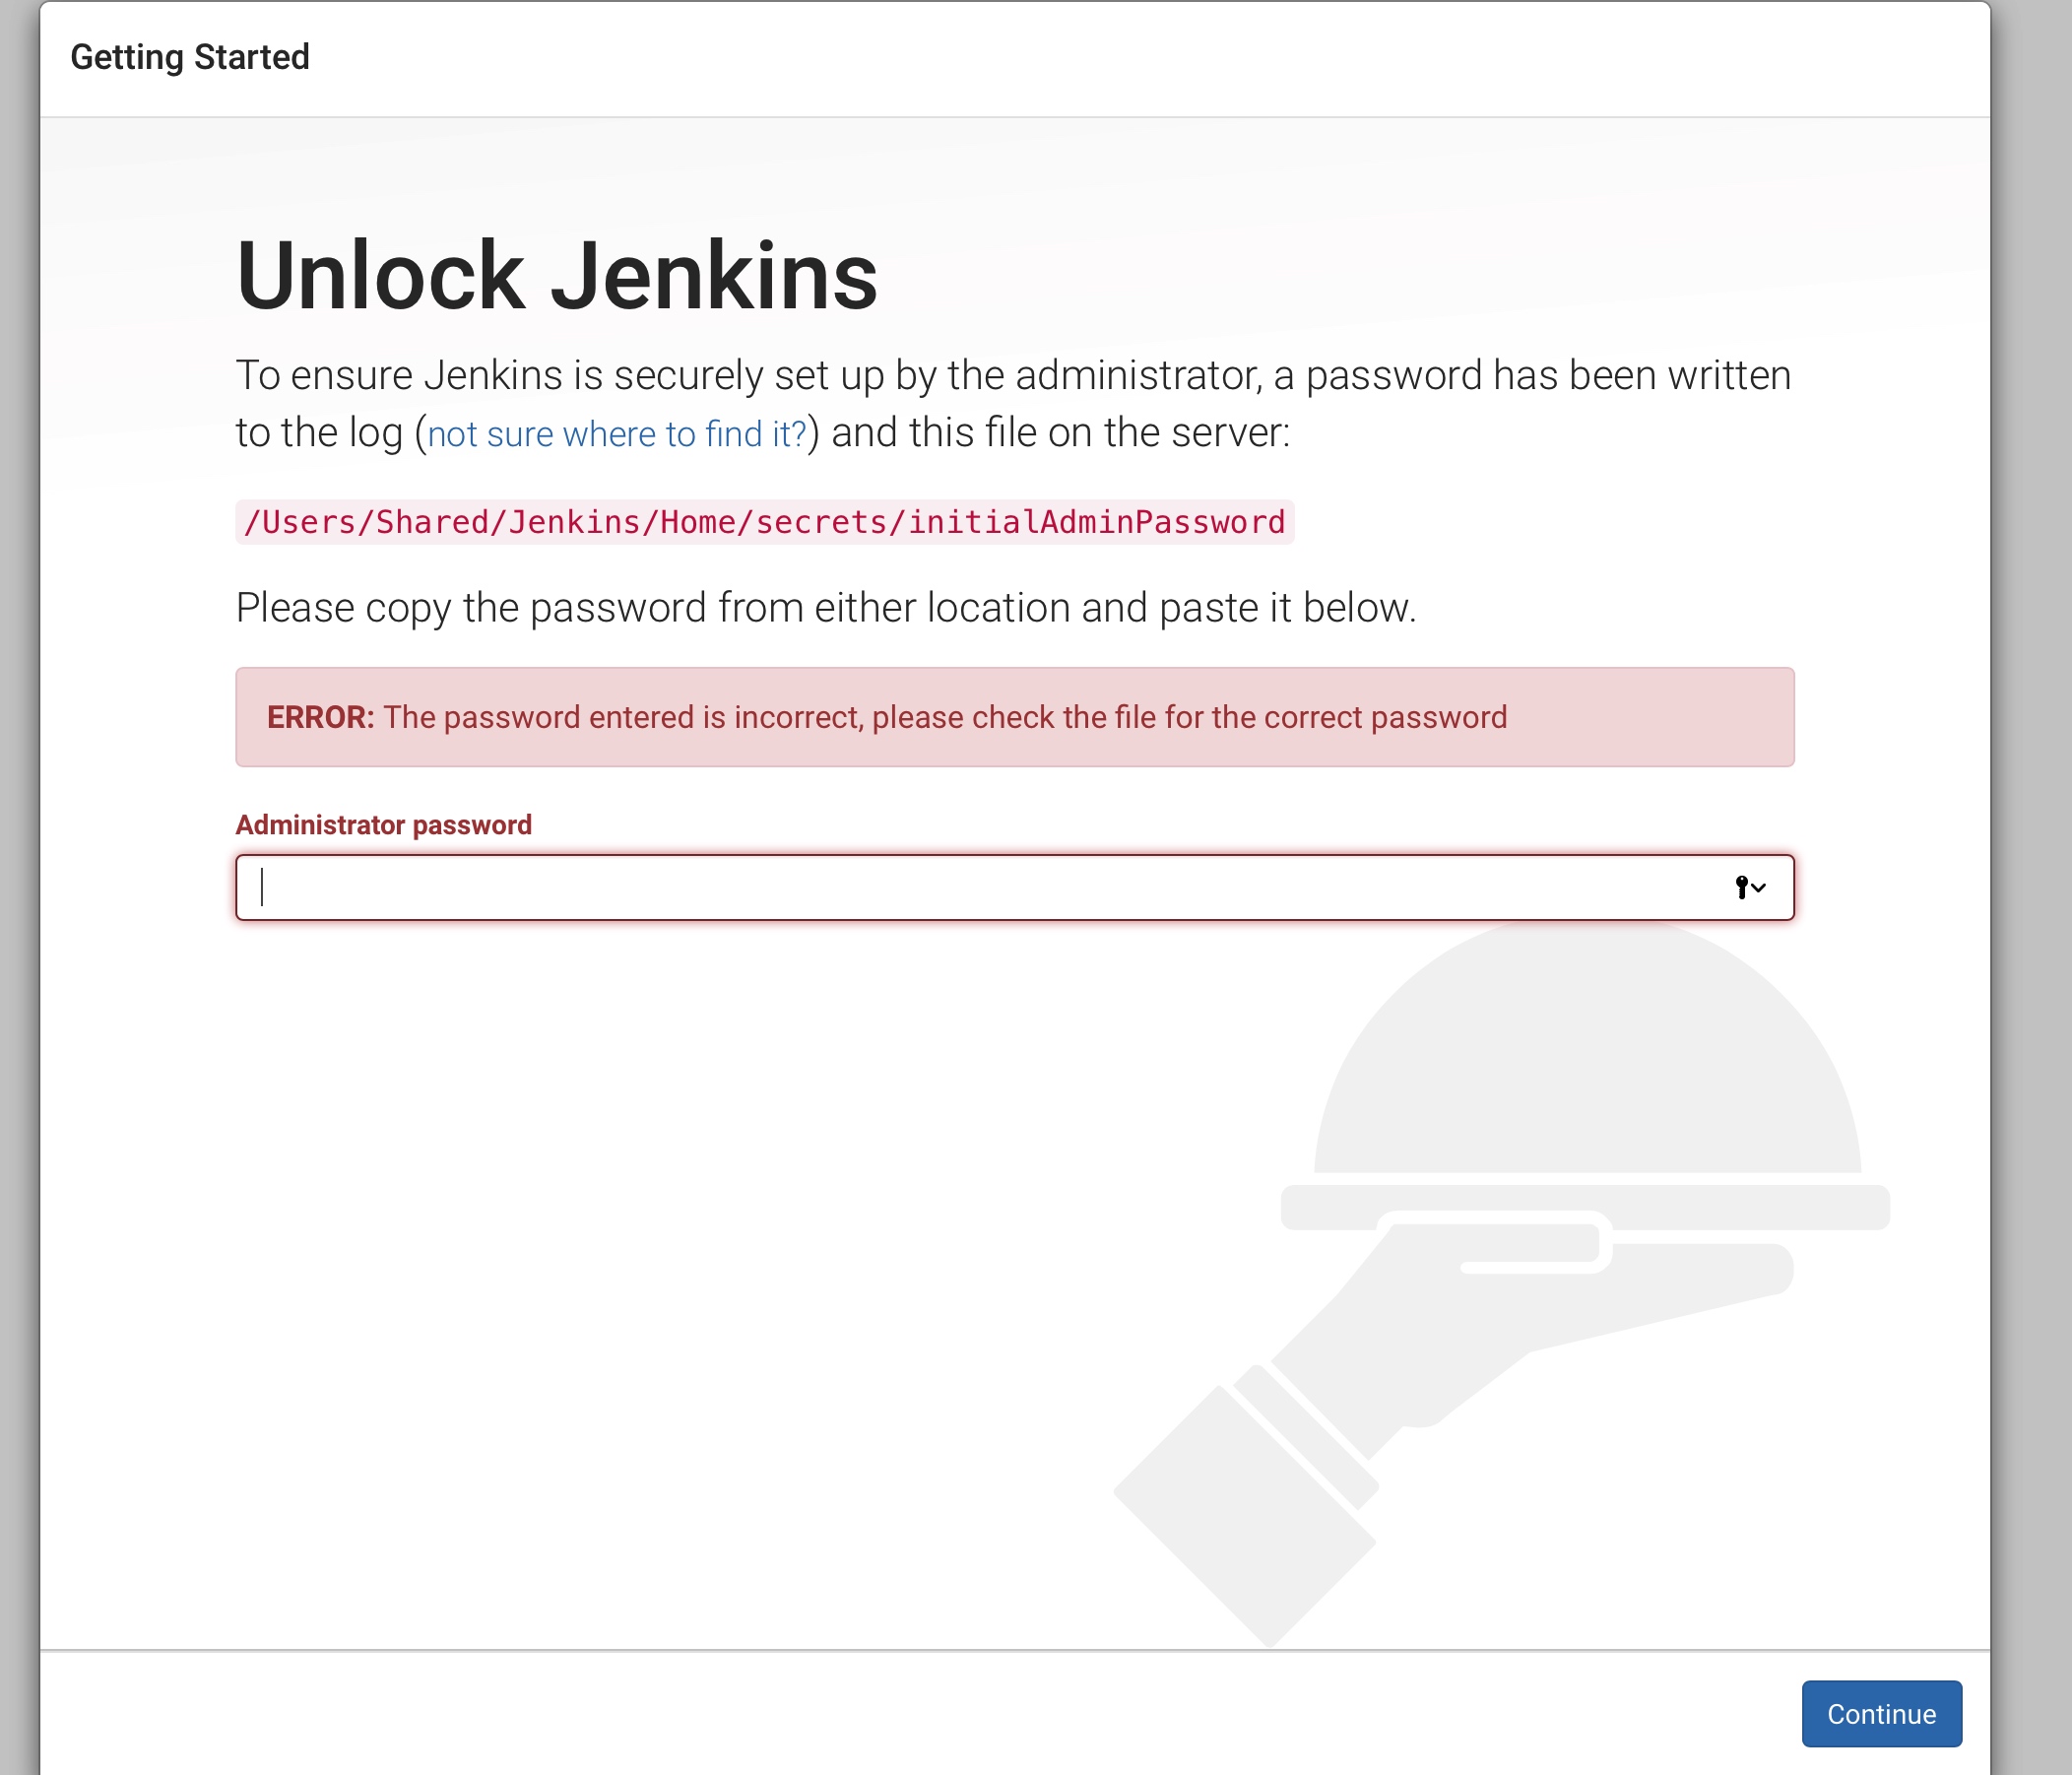 Getting Started
Unlock Jenkins
To ensure Jenkins is securely set up by the administrator, a password has been written
to the log (not sure where to find it?) and this file on the server:
/Users/Shared/Jenkins/Home/secrets/initialAdminPassword
Please copy the password from either location and paste it below.
ERROR: The password entered is incorrect, please check the file for the correct password
Administrator password
Continue